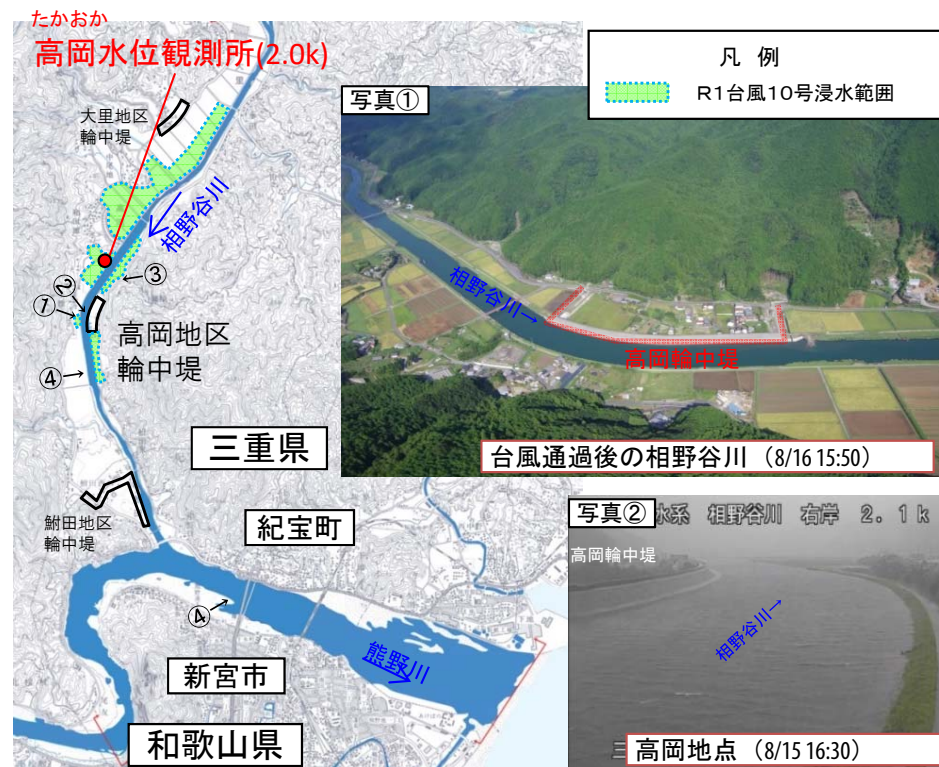 たかおか
高岡水位観測所(2.0k)
大里地区
輪中堤
相野谷川
③
②
①
高岡地区
輪中堤
④
三重県
鮒田地区
輪中堤
紀宝町
④
新宮市
熊野川
和歌山県
凡 例
R1台風10号浸水範囲
写真①
相野谷川→
高岡輪中堤
台風通過後の相野谷川（8/16 15:50）
写真②
水系 相野谷川 右岸 2.1k
高岡輪中堤
相野谷川→
高岡地点（8/15 16:30）